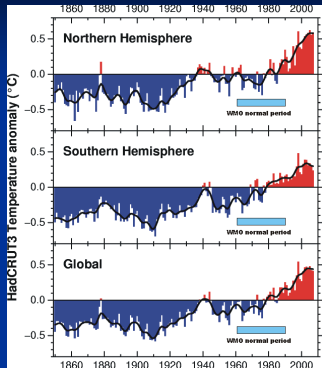 1860 1880 1900 1920 1940 1960 1980 2000
HadCRUT3 Temperature anomaly (°C)
Northern Hemisphere
0.5
0.0
−0.5
WMO normal period
Southern Hemisphere
0.5
0.0
−0.5
WMO normal period
Global
0.5
0.0
−0.5
WMO normal period
1860 1880 1900 1920 1940 1960 1980 2000